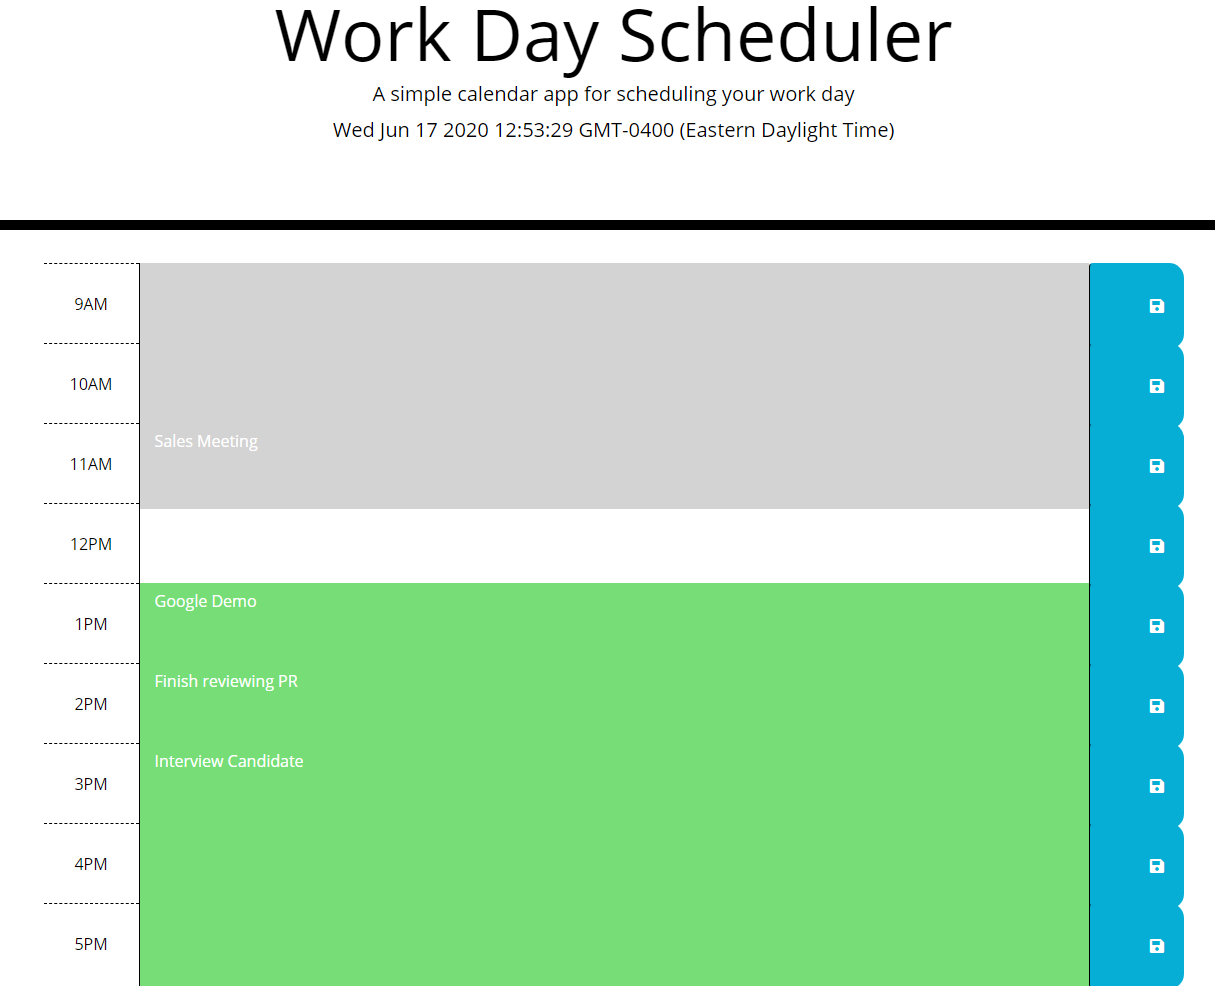 Work Day Scheduler
A simple calendar app for scheduling your work day
Wed Jun 17 2020 12:53:29 GMT-0400 (Eastern Daylight Time)
9AM
10AM
Sales Meeting
11AM
12PM
Google Demo
1PM
Finish reviewing PR
2PM
Interview Candidate
3PM
4PM
5PM